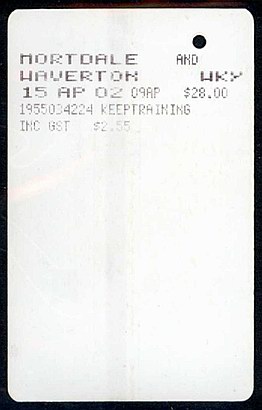 MORTDALE AND
WAVERTON WKY
15 AP 02 09AP $28.00
1955034224 KEEPTRAINING
INC GST $2.55